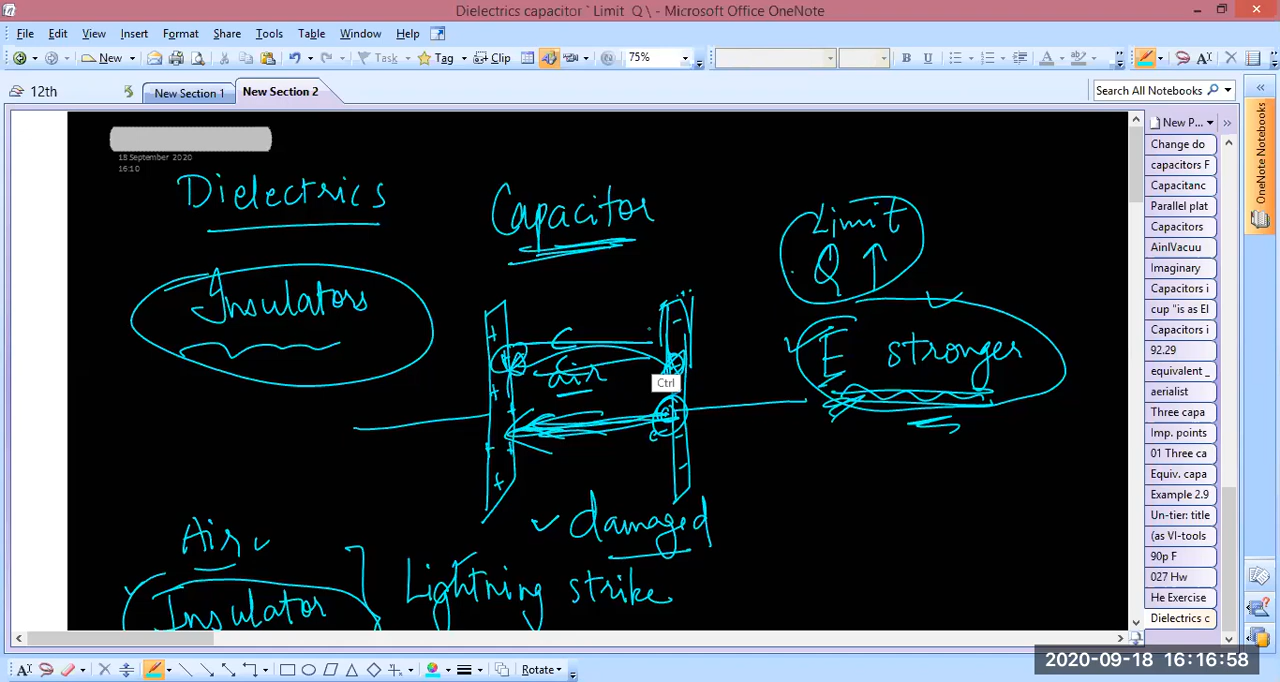 Dielectrics capacitor ` Limit Q \ - Microsoft Office OneNote
File Edit View Insert Format Share Tools Table Window Help
New Task Tag Clip 75% B U A ab
12th New Section 1 New Section 2 Search All Notebooks
New P...
18 September 2020
16:10
Dielectrics Capacitor Limit
Q ↑
Insulators
E stronger
air
Ctrl
damaged
Air
Insulator Lightning strike
Change do
capacitors F
Capacitanc
Parallel plat
Capacitors
AinlVacuu
Imaginary
Capacitors i
cup "is as El
Capacitors i
92.29
equivalent _
aerialist
Three capa
Imp. points
01 Three ca
Equiv. capa
Example 2.9
Un-tier: title
(as VI-tools
90p F
027 Hw
He Exercise
Dielectrics c
OneNote Notebooks
2020-09-18 16:16:58
Rotate